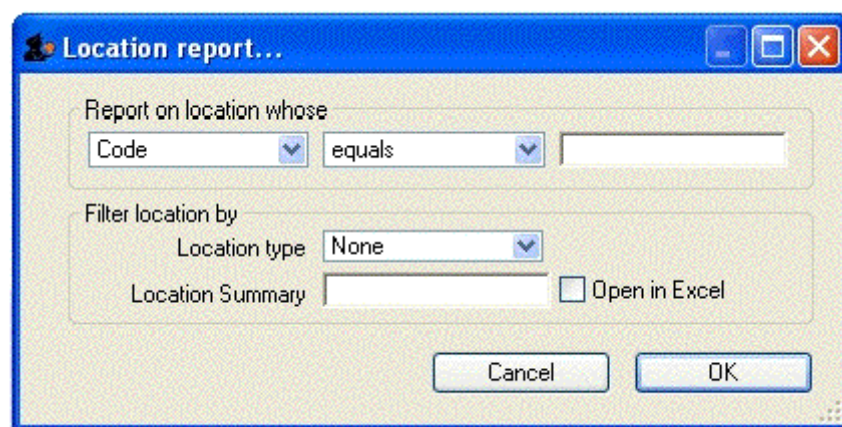 Location report...
Report on location whose
Code equals
Filter location by
Location type None
Location Summary Open in Excel
Cancel OK